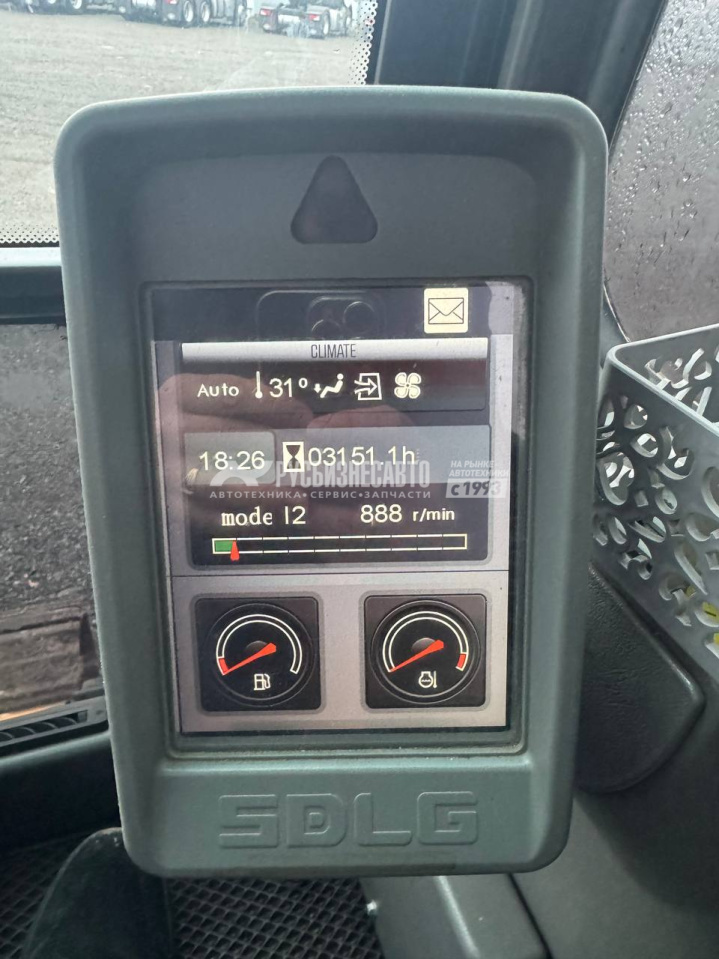 CLIMATE
Auto 31°
18:26 03151.1h
РУСБИЗНЕСАВТО
АВТОТЕХНИКА • СЕРВИС • ЗАПЧАСТИ
НА РЫНКЕ
АВТОТЕХНИКИ
с 1993
mode I2 888 r/min
SDLG